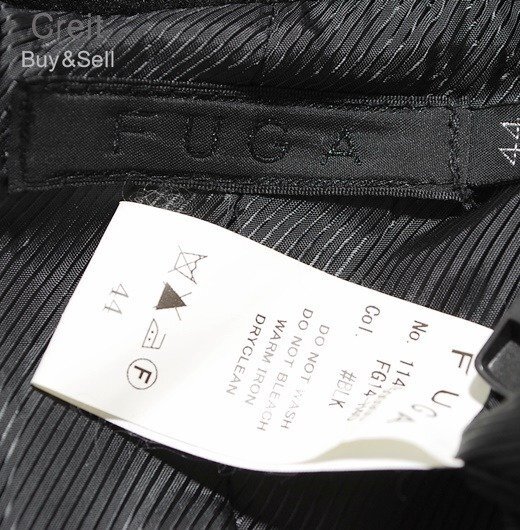 Creit
Buy&Sell
FUGA
44
FUGA
No. 114
FG14
Col. #BLK
DO NOT WASH
DO NOT BLEACH
WARM IRON
DRYCLEAN
F
44